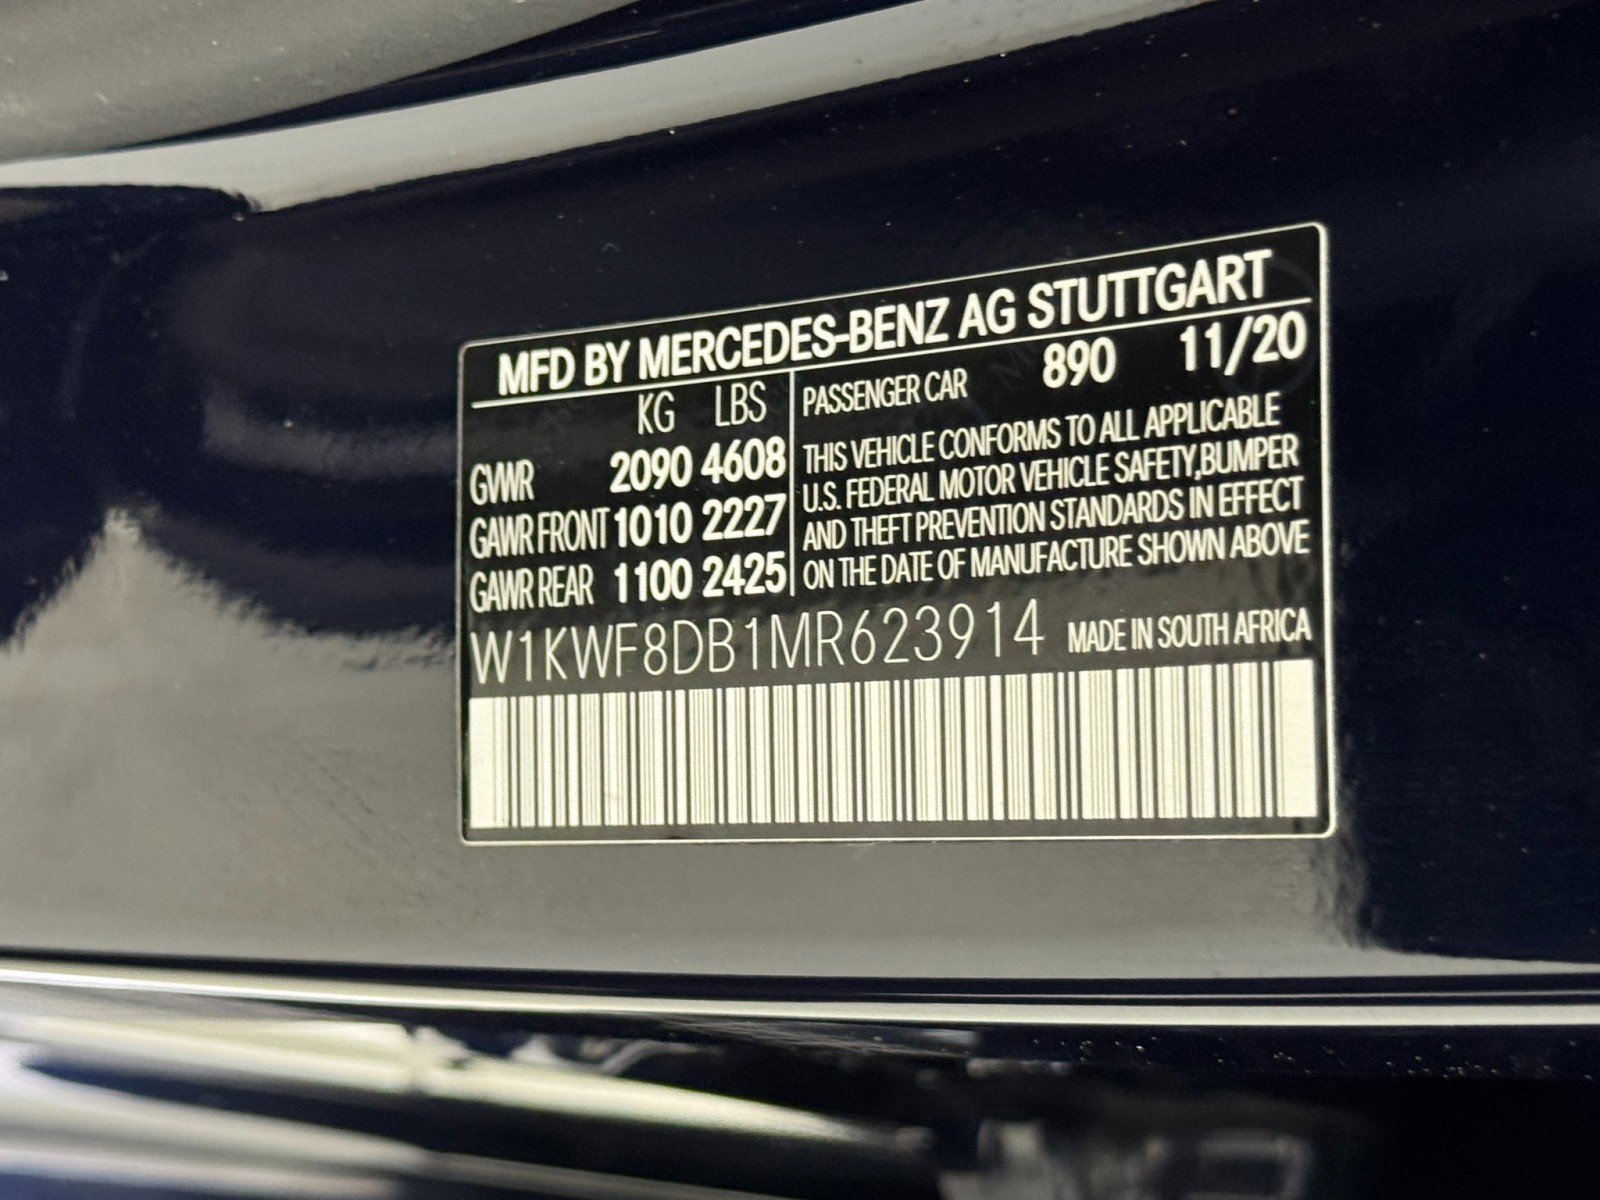 MFD BY MERCEDES-BENZ AG STUTTGART
KG LBS
GVWR 2090 4608
GAWR FRONT 1010 2227
GAWR REAR 1100 2425
PASSENGER CAR 890 11/20
THIS VEHICLE CONFORMS TO ALL APPLICABLE
U.S. FEDERAL MOTOR VEHICLE SAFETY,BUMPER
AND THEFT PREVENTION STANDARDS IN EFFECT
ON THE DATE OF MANUFACTURE SHOWN ABOVE
W1KWF8DB1MR623914 MADE IN SOUTH AFRICA